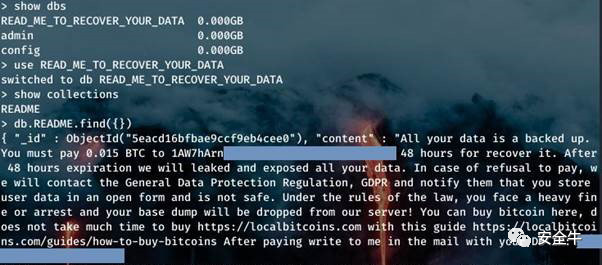 > show dbs
READ_ME_TO_RECOVER_YOUR_DATA 0.000GB
admin 0.000GB
config 0.000GB
> use READ_ME_TO_RECOVER_YOUR_DATA
switched to db READ_ME_TO_RECOVER_YOUR_DATA
> show collections
README
> db.README.find({})
{ "_id" : ObjectId("5eacd16bfbae9ccf9eb4cee0"), "content" : "All your data is a backed up.
You must pay 0.015 BTC to 1AW7hArn 48 hours for recover it. After
48 hours expiration we will leaked and exposed all your data. In case of refusal to pay, w
e will contact the General Data Protection Regulation, GDPR and notify them that you store
user data in an open form and is not safe. Under the rules of the law, you face a heavy fin
e or arrest and your base dump will be dropped from our server! You can buy bitcoin here, d
oes not take much time to buy https://localbitcoins.com with this guide https://localbitcoi
ns.com/guides/how-to-buy-bitcoins After paying write to me in the mail with you
安全牛